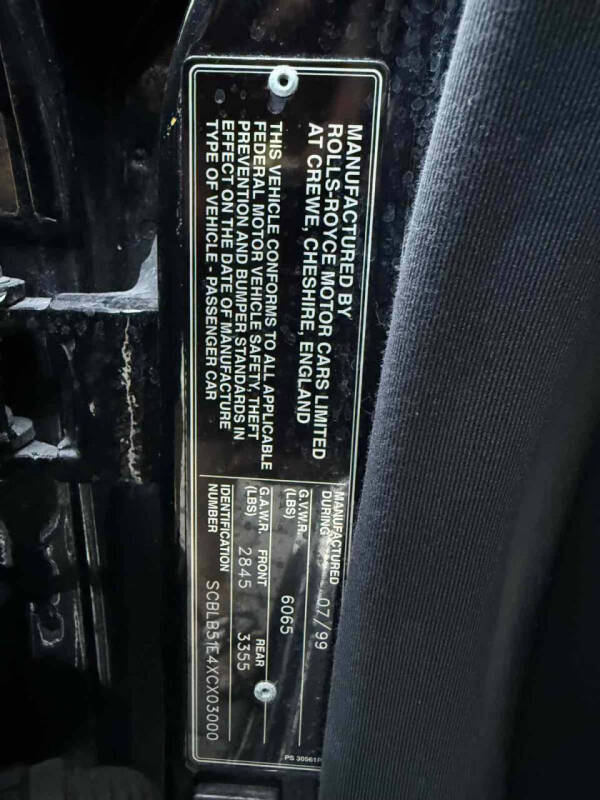 MANUFACTURED BY
ROLLS-ROYCE MOTOR CARS LIMITED
AT CREWE, CHESHIRE, ENGLAND
THIS VEHICLE CONFORMS TO ALL APPLICABLE
FEDERAL MOTOR VEHICLE SAFETY, THEFT
PREVENTION AND BUMPER STANDARDS IN
EFFECT ON THE DATE OF MANUFACTURE
TYPE OF VEHICLE - PASSENGER CAR
MANUFACTURED
DURING 07/99
G.V.W.R.
(LBS) 6065
G.A.W.R. FRONT REAR
(LBS) 2845 3355
IDENTIFICATION
NUMBER SCBLB51E4XCX03000